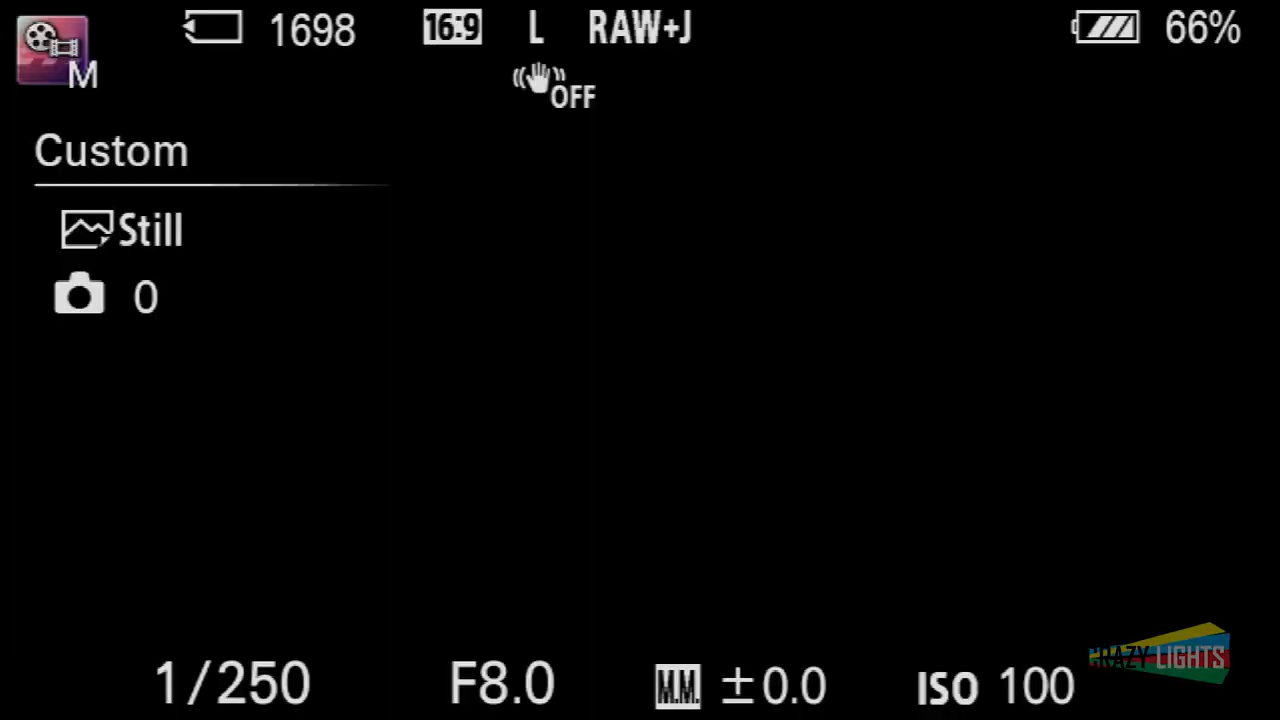 M 1698 16:9 L RAW+J 66%
OFF
Custom
Still
0
1/250 F8.0 M.M. ±0.0 ISO 100
CRAZY LIGHTS